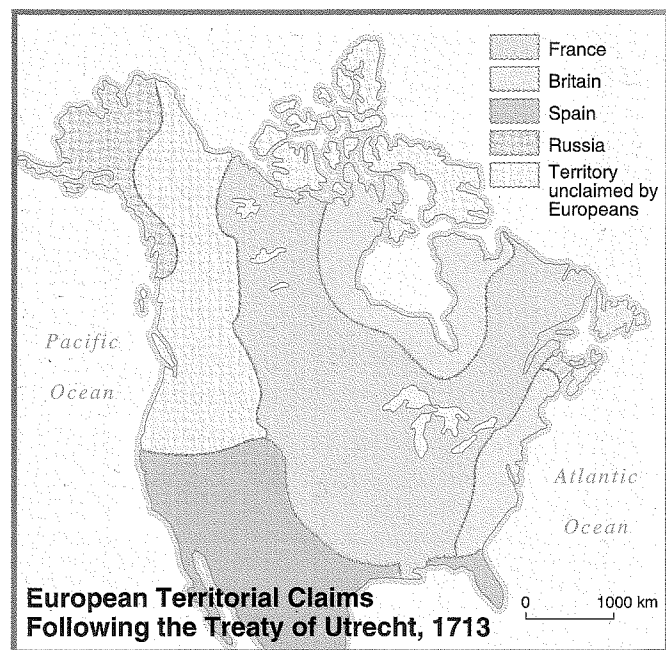 France
Britain
Spain
Russia
Territory
unclaimed by
Europeans
Pacific
Ocean
Atlantic
Ocean
European Territorial Claims
Following the Treaty of Utrecht, 1713
0 1000 km